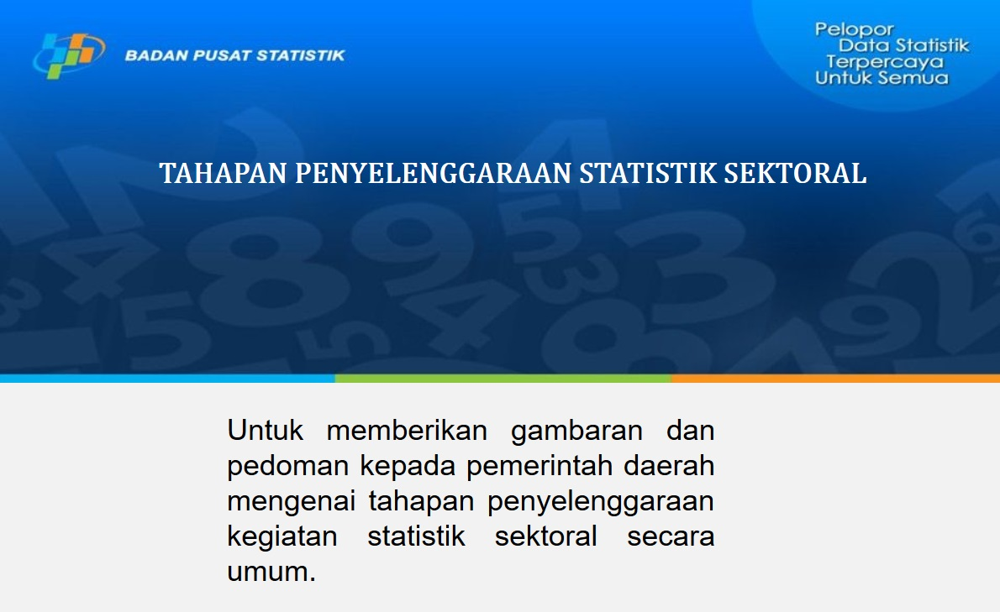 BADAN PUSAT STATISTIK
Pelopor
Data Statistik
Terpercaya
Untuk Semua
TAHAPAN PENYELENGGARAAN STATISTIK SEKTORAL
Untuk memberikan gambaran dan
pedoman kepada pemerintah daerah
mengenai tahapan penyelenggaraan
kegiatan statistik sektoral secara
umum.